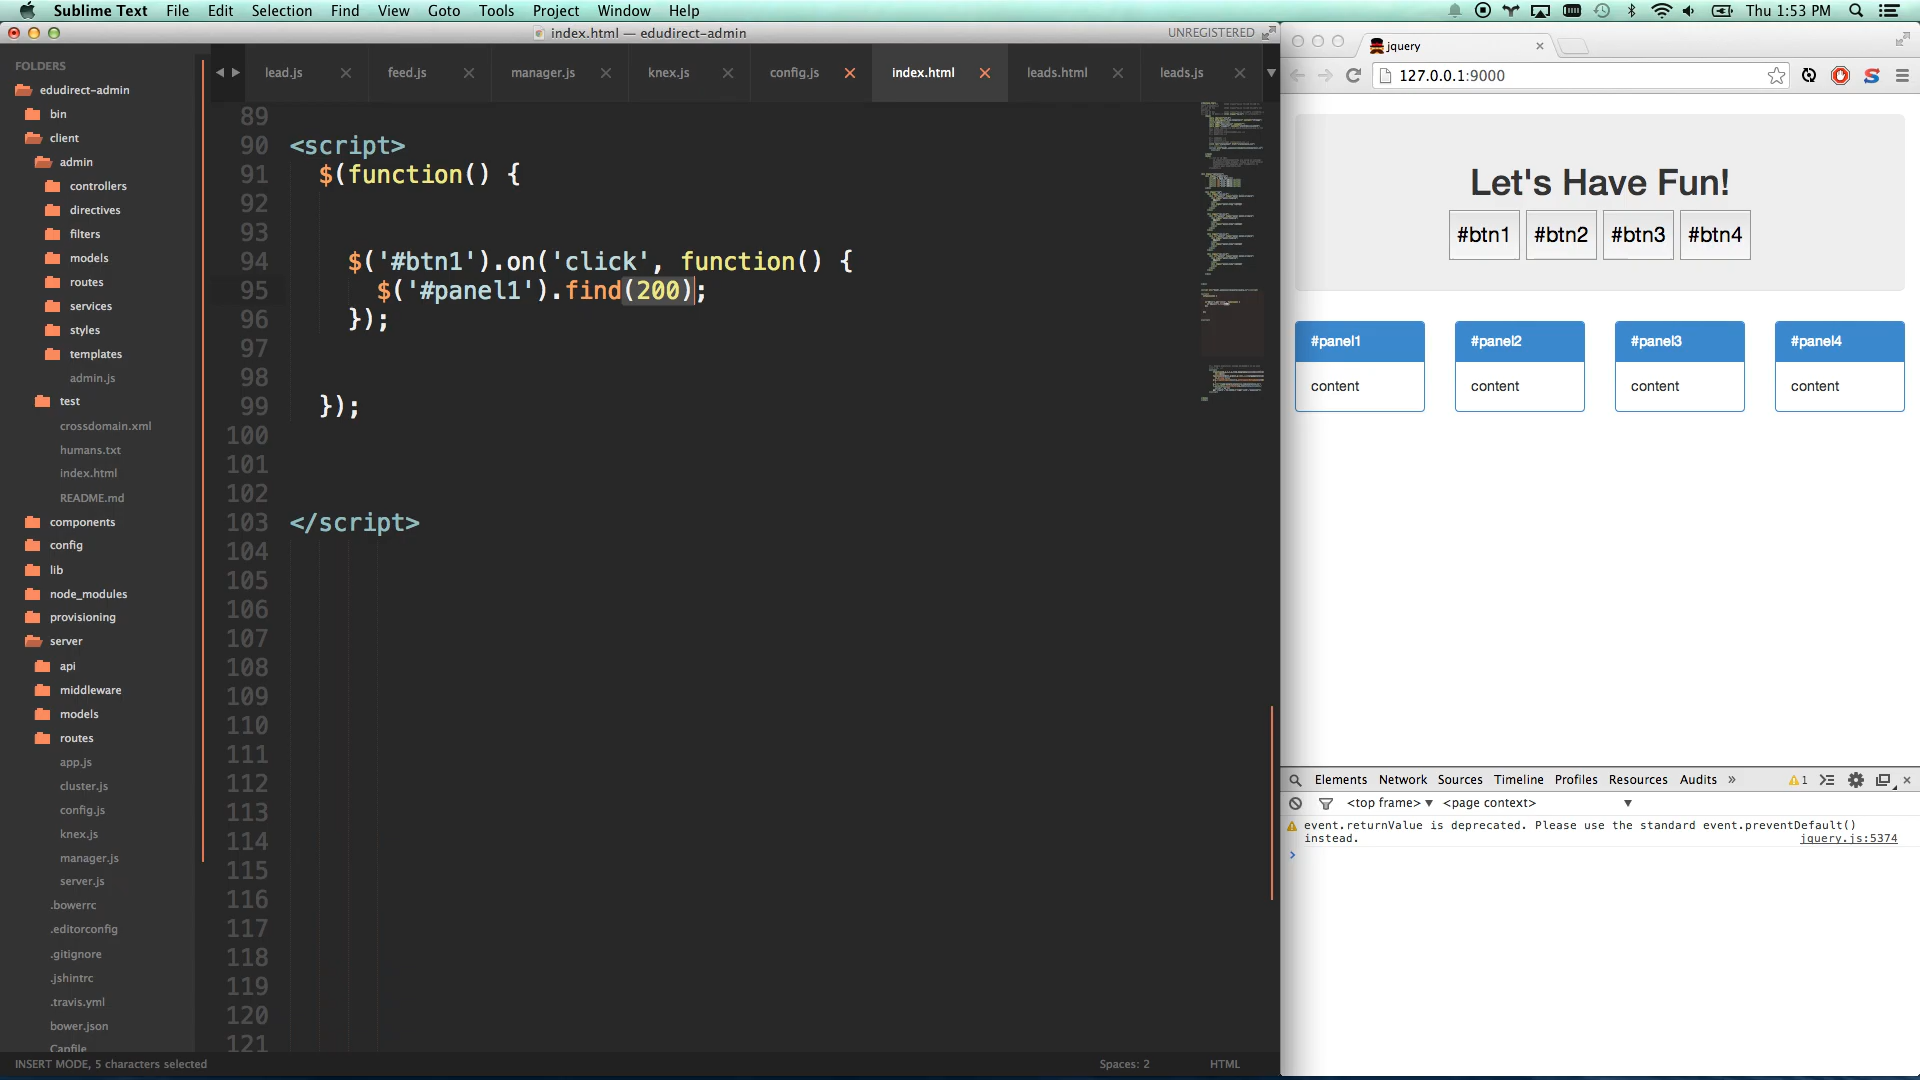 Sublime Text File Edit Selection Find View Goto Tools Project Window Help Thu 1:53 PM
index.html — edudirect-admin UNREGISTERED
FOLDERS
edudirect-admin
bin
client
admin
controllers
directives
filters
models
routes
services
styles
templates
admin.js
test
crossdomain.xml
humans.txt
index.html
README.md
components
config
lib
node_modules
provisioning
server
api
middleware
models
routes
app.js
cluster.js
config.js
knex.js
manager.js
server.js
.bowerrc
.editorconfig
.gitignore
.jshintrc
.travis.yml
bower.json
Capfile
lead.js feed.js manager.js knex.js config.js index.html leads.html leads.js
89
90 <script>
91 $(function() {
92
93
94 $('#btn1').on('click', function() {
95 $('#panel1').find(200);
96 });
97
98
99 });
100
101
102
103 </script>
104
105
106
107
108
109
110
111
112
113
114
115
116
117
118
119
120
121
INSERT MODE, 5 characters selected Spaces: 2 HTML
jquery
127.0.0.1:9000
Let's Have Fun!
#btn1 #btn2 #btn3 #btn4
#panel1 #panel2 #panel3 #panel4
content content content content
Elements Network Sources Timeline Profiles Resources Audits » 1
<top frame> <page context>
event.returnValue is deprecated. Please use the standard event.preventDefault()
instead. jquery.js:5374